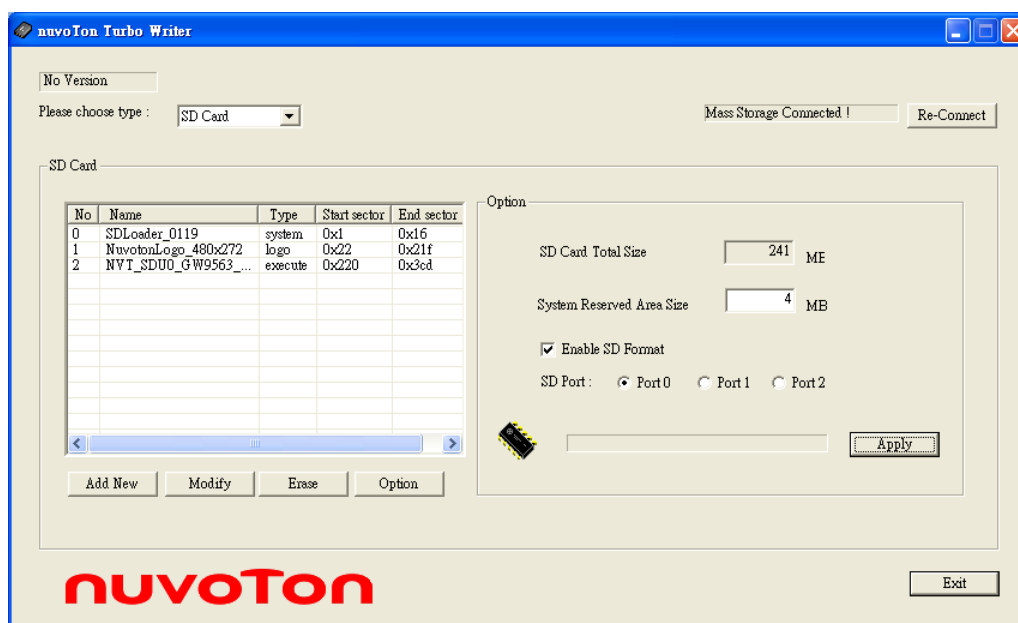 nuvoTon Turbo Writer
No Version
Please choose type : SD Card Mass Storage Connected ! Re-Connect
SD Card
No Name Type Start sector End sector
0 SDLoader_0119 system 0x1 0x16
1 NuvotonLogo_480x272 logo 0x22 0x21f
2 NVT_SDU0_GW9563_... execute 0x220 0x3cd
Add New Modify Erase Option
Option
SD Card Total Size 241 ME
System Reserved Area Size 4 MB
Enable SD Format
SD Port : Port 0 Port 1 Port 2
Apply
nuvoTon
Exit